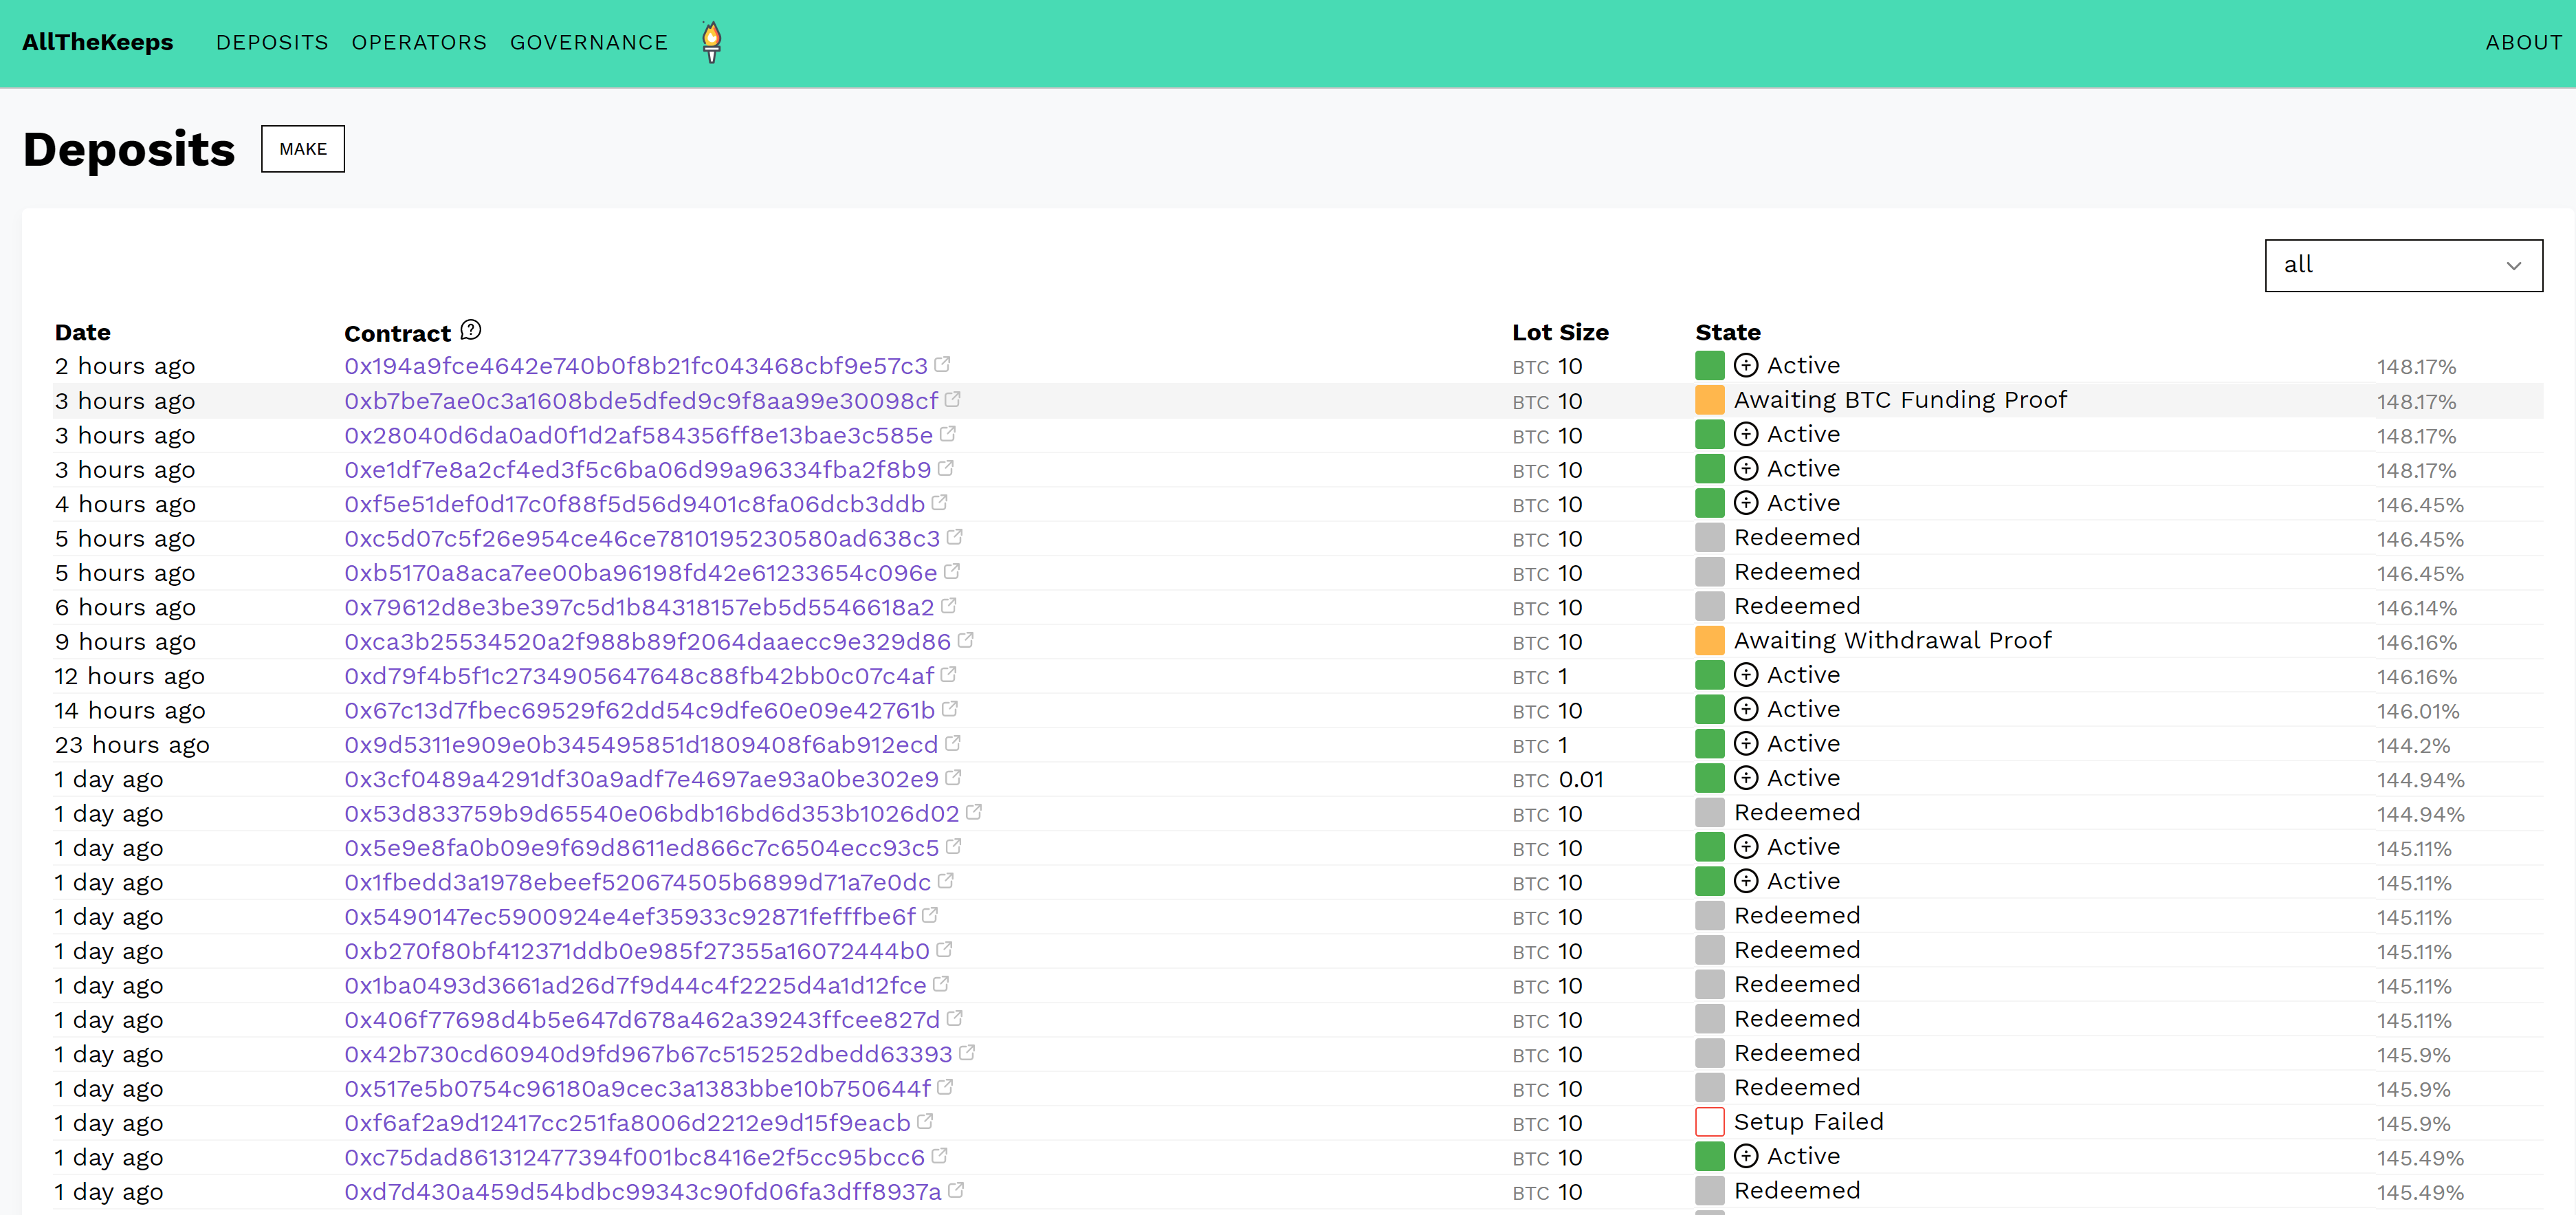 AllTheKeeps DEPOSITS OPERATORS GOVERNANCE ABOUT
Deposits MAKE
all
Date Contract Lot Size State
2 hours ago 0x194a9fce4642e740b0f8b21fc043468cbf9e57c3 BTC 10 Active 148.17%
3 hours ago 0xb7be7ae0c3a1608bde5dfed9c9f8aa99e30098cf BTC 10 Awaiting BTC Funding Proof 148.17%
3 hours ago 0x28040d6da0ad0f1d2af584356ff8e13bae3c585e BTC 10 Active 148.17%
3 hours ago 0xe1df7e8a2cf4ed3f5c6ba06d99a96334fba2f8b9 BTC 10 Active 148.17%
4 hours ago 0xf5e51def0d17c0f88f5d56d9401c8fa06dcb3ddb BTC 10 Active 146.45%
5 hours ago 0xc5d07c5f26e954ce46ce7810195230580ad638c3 BTC 10 Redeemed 146.45%
5 hours ago 0xb5170a8aca7ee00ba96198fd42e61233654c096e BTC 10 Redeemed 146.45%
6 hours ago 0x79612d8e3be397c5d1b84318157eb5d5546618a2 BTC 10 Redeemed 146.14%
9 hours ago 0xca3b25534520a2f988b89f2064daaecc9e329d86 BTC 10 Awaiting Withdrawal Proof 146.16%
12 hours ago 0xd79f4b5f1c2734905647648c88fb42bb0c07c4af BTC 1 Active 146.16%
14 hours ago 0x67c13d7fbec69529f62dd54c9dfe60e09e42761b BTC 10 Active 146.01%
23 hours ago 0x9d5311e909e0b345495851d1809408f6ab912ecd BTC 1 Active 144.2%
1 day ago 0x3cf0489a4291df30a9adf7e4697ae93a0be302e9 BTC 0.01 Active 144.94%
1 day ago 0x53d833759b9d65540e06bdb16bd6d353b1026d02 BTC 10 Redeemed 144.94%
1 day ago 0x5e9e8fa0b09e9f69d8611ed866c7c6504ecc93c5 BTC 10 Active 145.11%
1 day ago 0x1fbedd3a1978ebeef520674505b6899d71a7e0dc BTC 10 Active 145.11%
1 day ago 0x5490147ec5900924e4ef35933c92871fefffbe6f BTC 10 Redeemed 145.11%
1 day ago 0xb270f80bf412371ddb0e985f27355a16072444b0 BTC 10 Redeemed 145.11%
1 day ago 0x1ba0493d3661ad26d7f9d44c4f2225d4a1d12fce BTC 10 Redeemed 145.11%
1 day ago 0x406f77698d4b5e647d678a462a39243ffcee827d BTC 10 Redeemed 145.11%
1 day ago 0x42b730cd60940d9fd967b67c515252dbedd63393 BTC 10 Redeemed 145.9%
1 day ago 0x517e5b0754c96180a9cec3a1383bbe10b750644f BTC 10 Redeemed 145.9%
1 day ago 0xf6af2a9d12417cc251fa8006d2212e9d15f9eacb BTC 10 Setup Failed 145.9%
1 day ago 0xc75dad861312477394f001bc8416e2f5cc95bcc6 BTC 10 Active 145.49%
1 day ago 0xd7d430a459d54bdbc99343c90fd06fa3dff8937a BTC 10 Redeemed 145.49%